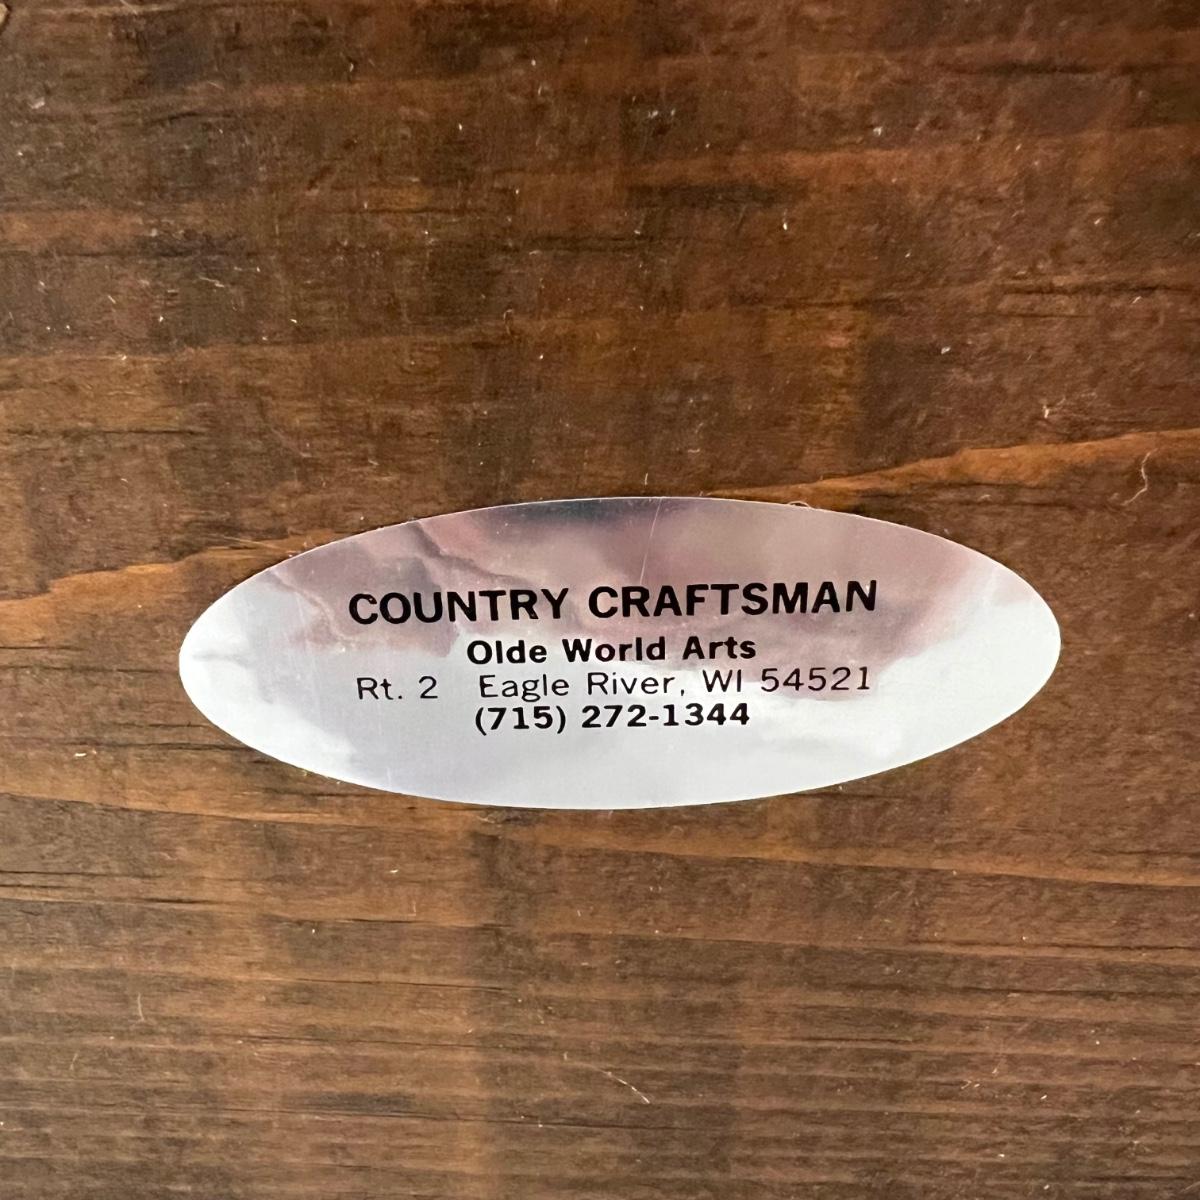 COUNTRY CRAFTSMAN
Olde World Arts
Rt. 2 Eagle River, WI 54521
(715) 272-1344